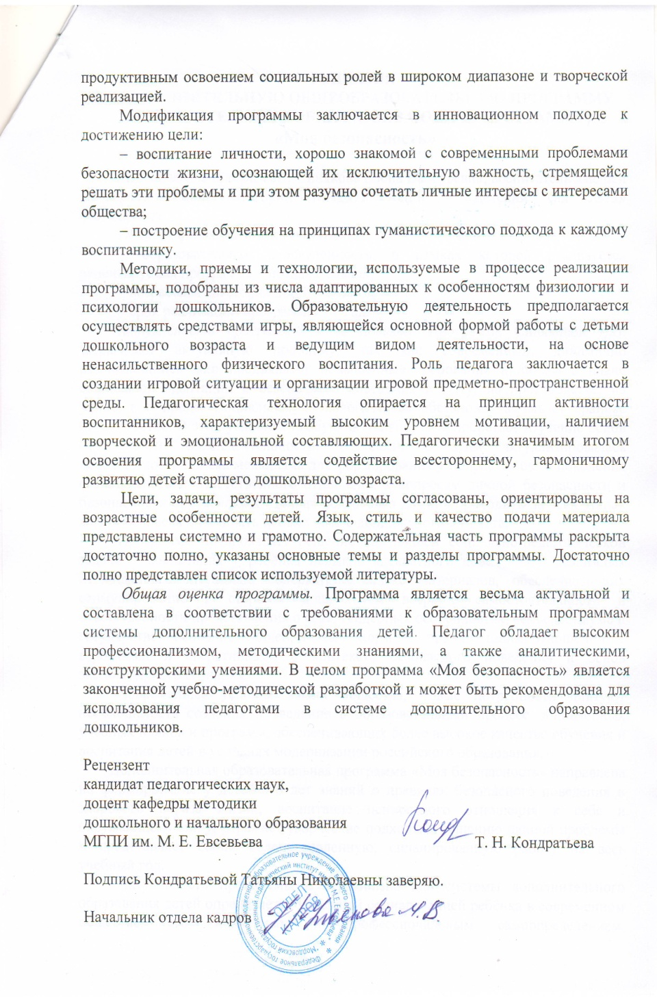 продуктивным освоением социальных ролей в широком диапазоне и творческой
реализацией.
Модификация программы заключается в инновационном подходе к
достижению цели:
– воспитание личности, хорошо знакомой с современными проблемами
безопасности жизни, осознающей их исключительную важность, стремящейся
решать эти проблемы и при этом разумно сочетать личные интересы с интересами
общества;
– построение обучения на принципах гуманистического подхода к каждому
воспитаннику.
Методики, приемы и технологии, используемые в процессе реализации
программы, подобраны из числа адаптированных к особенностям физиологии и
психологии дошкольников. Образовательную деятельность предполагается
осуществлять средствами игры, являющейся основной формой работы с детьми
дошкольного возраста и ведущим видом деятельности, на основе
ненасильственного физического воспитания. Роль педагога заключается в
создании игровой ситуации и организации игровой предметно-пространственной
среды. Педагогическая технология опирается на принцип активности
воспитанников, характеризуемый высоким уровнем мотивации, наличием
творческой и эмоциональной составляющих. Педагогически значимым итогом
освоения программы является содействие всестороннему, гармоничному
развитию детей старшего дошкольного возраста.
Цели, задачи, результаты программы согласованы, ориентированы на
возрастные особенности детей. Язык, стиль и качество подачи материала
представлены системно и грамотно. Содержательная часть программы раскрыта
достаточно полно, указаны основные темы и разделы программы. Достаточно
полно представлен список используемой литературы.
Общая оценка программы. Программа является весьма актуальной и
составлена в соответствии с требованиями к образовательным программам
системы дополнительного образования детей. Педагог обладает высоким
профессионализмом, методическими знаниями, а также аналитическими,
конструкторскими умениями. В целом программа «Моя безопасность» является
законченной учебно-методической разработкой и может быть рекомендована для
использования педагогами в системе дополнительного образования
дошкольников.
Рецензент
кандидат педагогических наук,
доцент кафедры методики
дошкольного и начального образования
МГПИ им. М. Е. Евсевьева Т. Н. Кондратьева
Подпись Кондратьевой Татьяны Николаевны заверяю.
Начальник отдела кадров
ОТДЕЛ
КАДРОВ